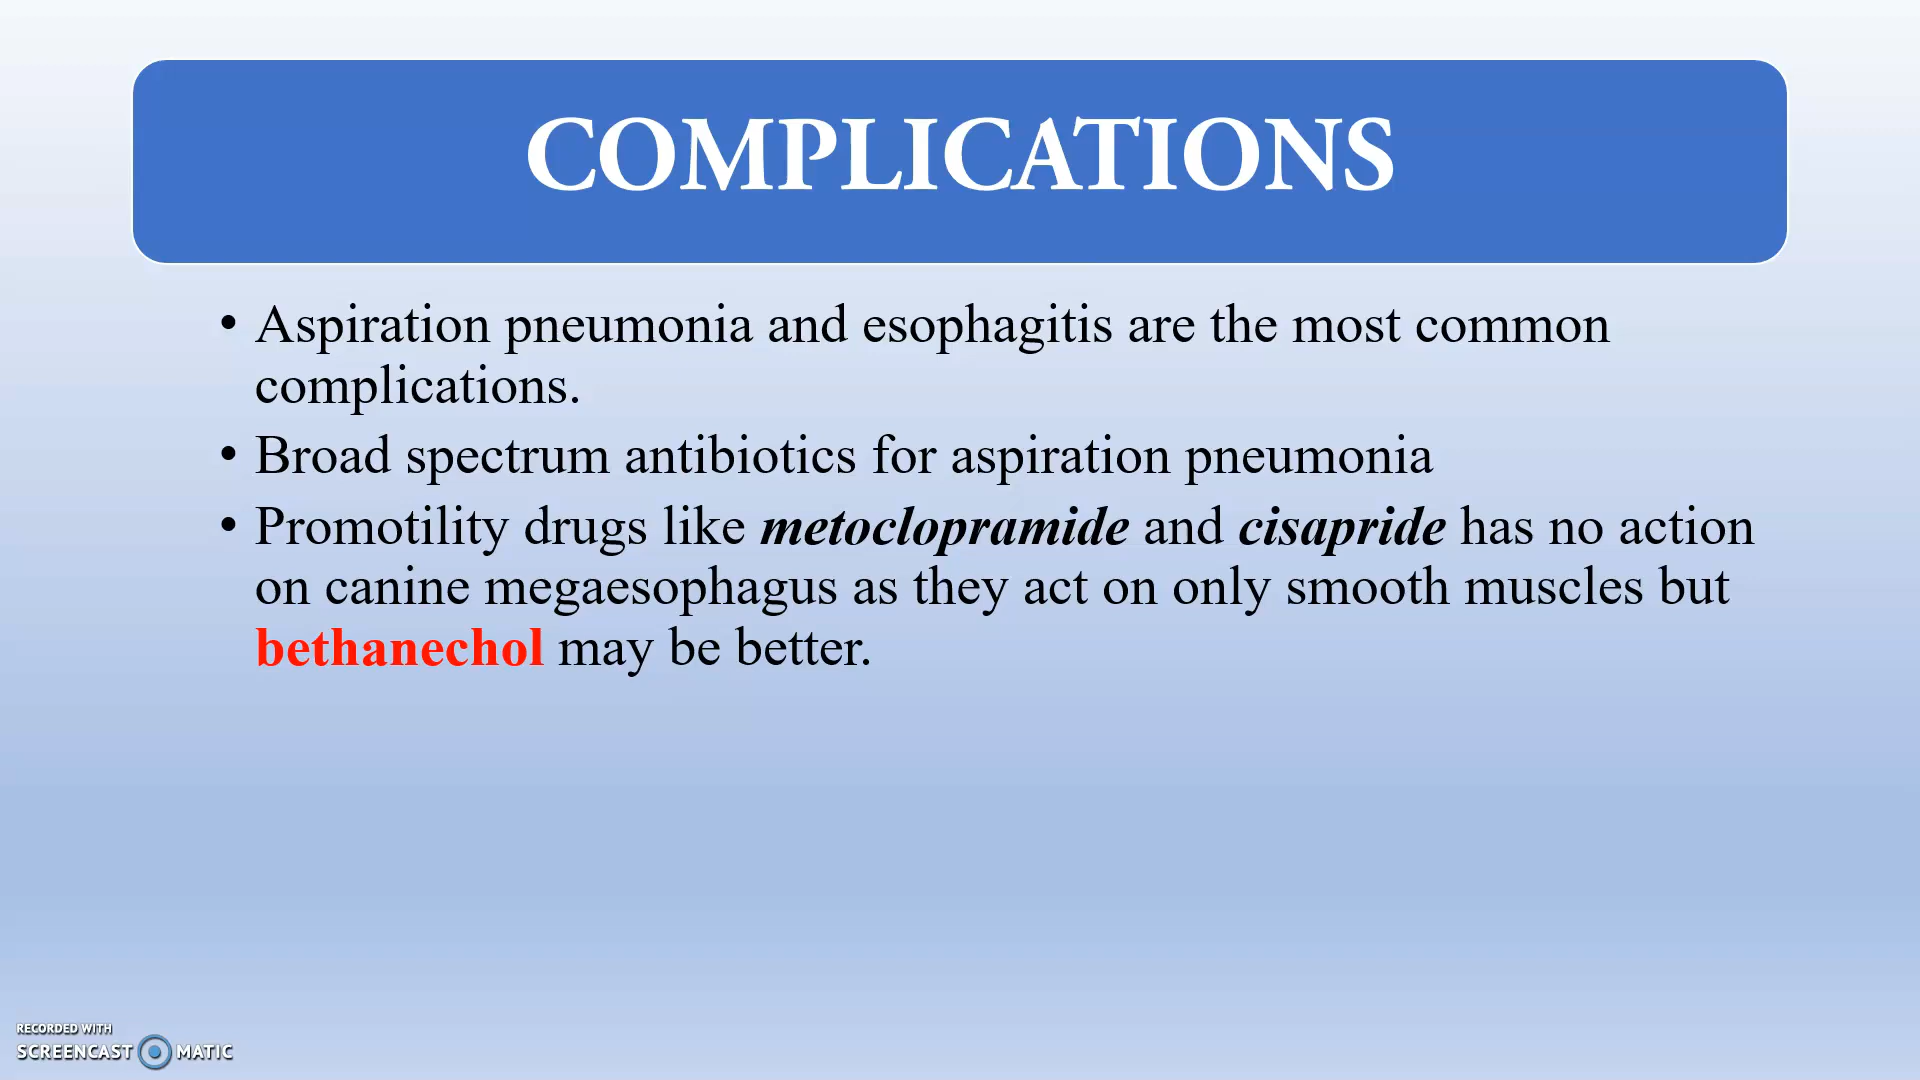 COMPLICATIONS
• Aspiration pneumonia and esophagitis are the most common
complications.
• Broad spectrum antibiotics for aspiration pneumonia
• Promotility drugs like metoclopramide and cisapride has no action
on canine megaesophagus as they act on only smooth muscles but
bethanechol may be better.
RECORDED WITH
SCREENCAST MATIC